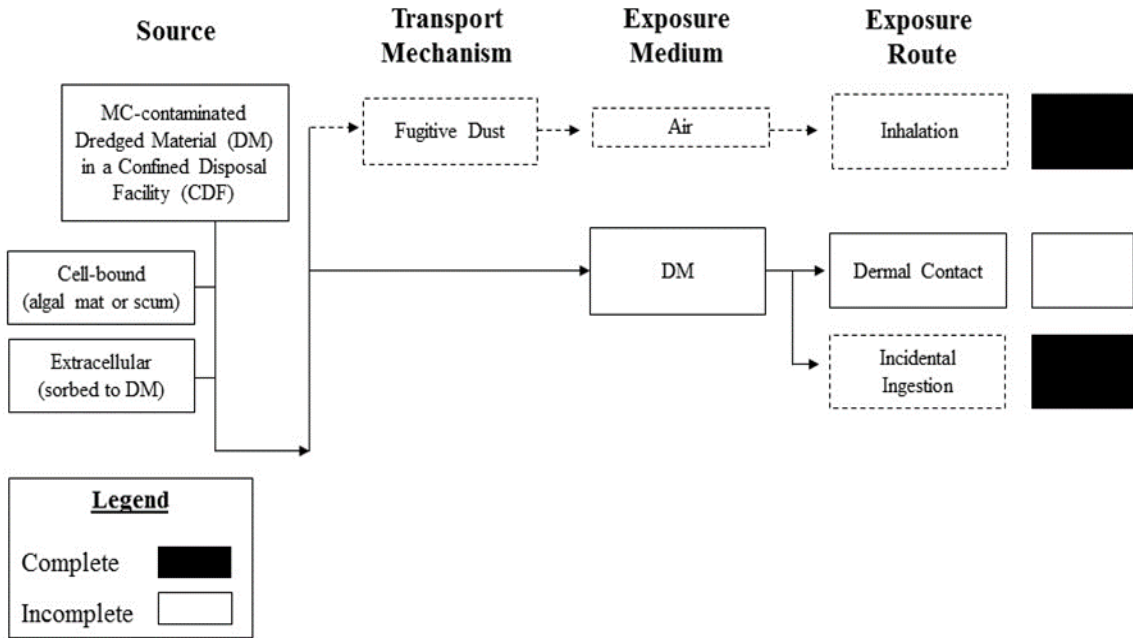 Source
Transport
Mechanism
Exposure
Medium
Exposure
Route
MC-contaminated
Dredged Material (DM)
in a Confined Disposal
Facility (CDF)
Fugitive Dust
Air
Inhalation
Cell-bound
(algal mat or scum)
DM
Dermal Contact
Extracellular
(sorbed to DM)
Incidental
Ingestion
Legend
Complete
Incomplete